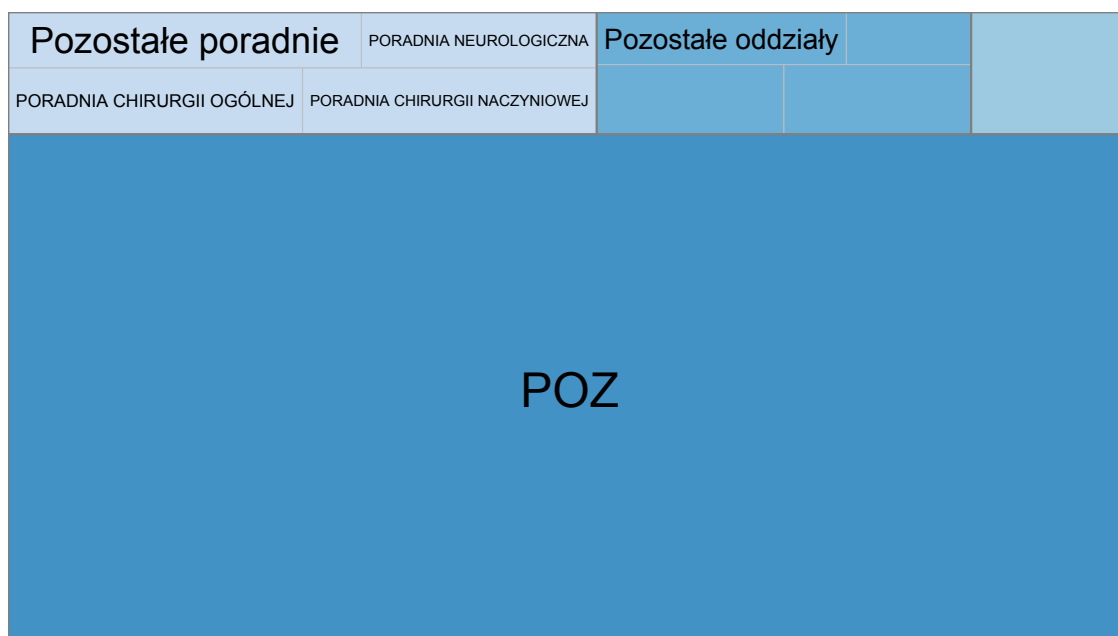 Pozostałe poradnie
PORADNIA NEUROLOGICZNA
Pozostałe oddziały
PORADNIA CHIRURGII OGÓLNEJ
PORADNIA CHIRURGII NACZYNIOWEJ
POZ